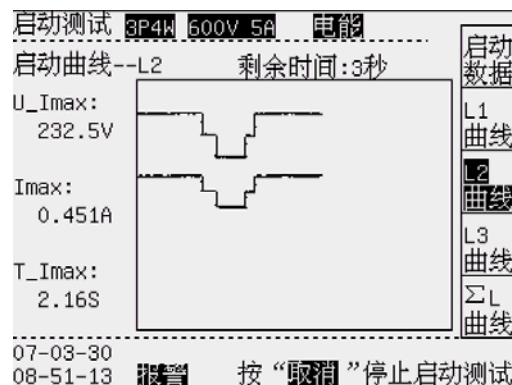 启动测试 3P4W 600V 5A 电能
启动曲线--L2 剩余时间:3秒
U_Imax:
232.5V
Imax:
0.451A
T_Imax:
2.16S
启动
数据
L1
曲线
L2
曲线
L3
曲线
ΣL
曲线
07-03-30
08-51-13 报警 按“取消”停止启动测试